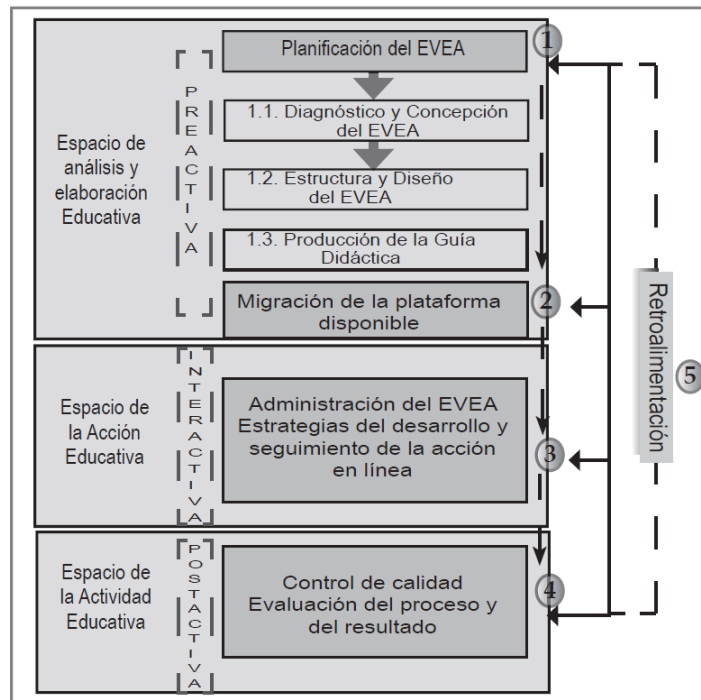 Planificación del EVEA
1
1.1. Diagnóstico y Concepción
del EVEA
1.2. Estructura y Diseño
del EVEA
1.3. Producción de la Guía
Didáctica
Migración de la plataforma
disponible
2
Espacio de
análisis y
elaboración
Educativa
PREACTIVA
Espacio de
la Acción
Educativa
INTERACTIVA
Administración del EVEA
Estrategias del desarrollo y
seguimiento de la acción
en línea
3
Espacio de
la Actividad
Educativa
POSTACTIVA
Control de calidad
Evaluación del proceso y
del resultado
4
Retroalimentación
5